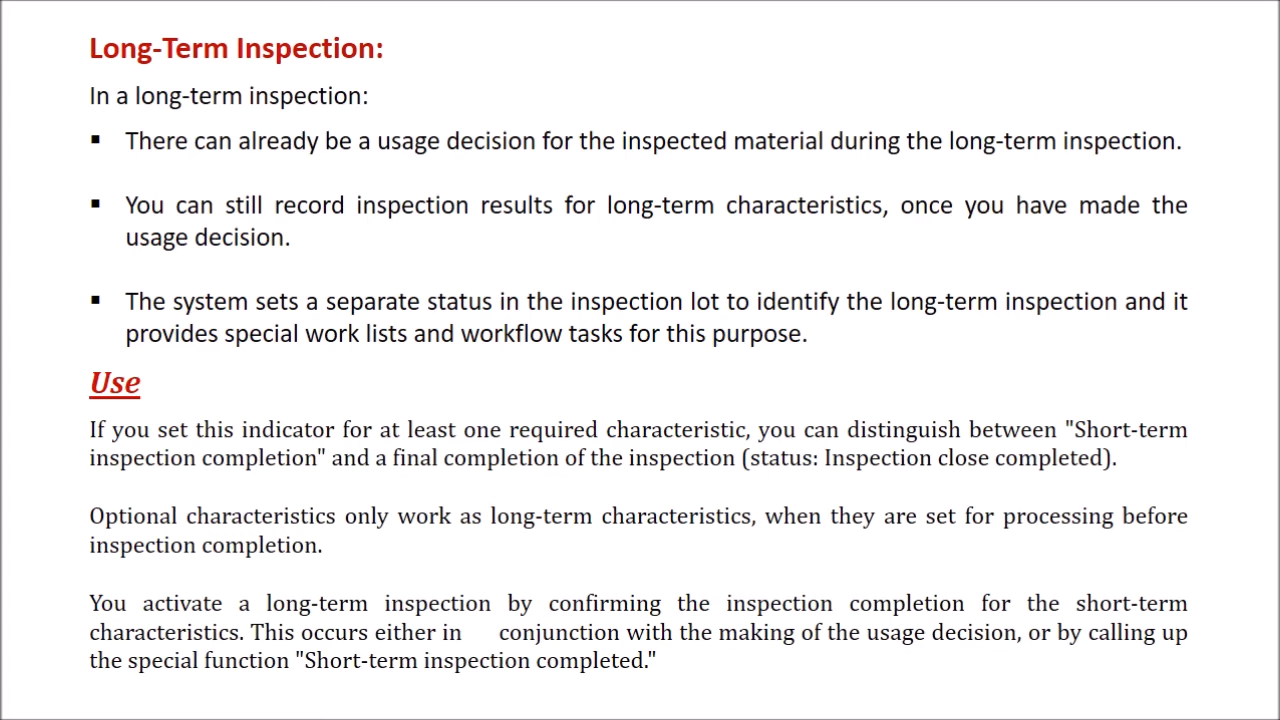 Long-Term Inspection:
In a long-term inspection:
▪ There can already be a usage decision for the inspected material during the long-term inspection.
▪ You can still record inspection results for long-term characteristics, once you have made the
usage decision.
▪ The system sets a separate status in the inspection lot to identify the long-term inspection and it
provides special work lists and workflow tasks for this purpose.
Use
If you set this indicator for at least one required characteristic, you can distinguish between "Short-term
inspection completion" and a final completion of the inspection (status: Inspection close completed).
Optional characteristics only work as long-term characteristics, when they are set for processing before
inspection completion.
You activate a long-term inspection by confirming the inspection completion for the short-term
characteristics. This occurs either in conjunction with the making of the usage decision, or by calling up
the special function "Short-term inspection completed."